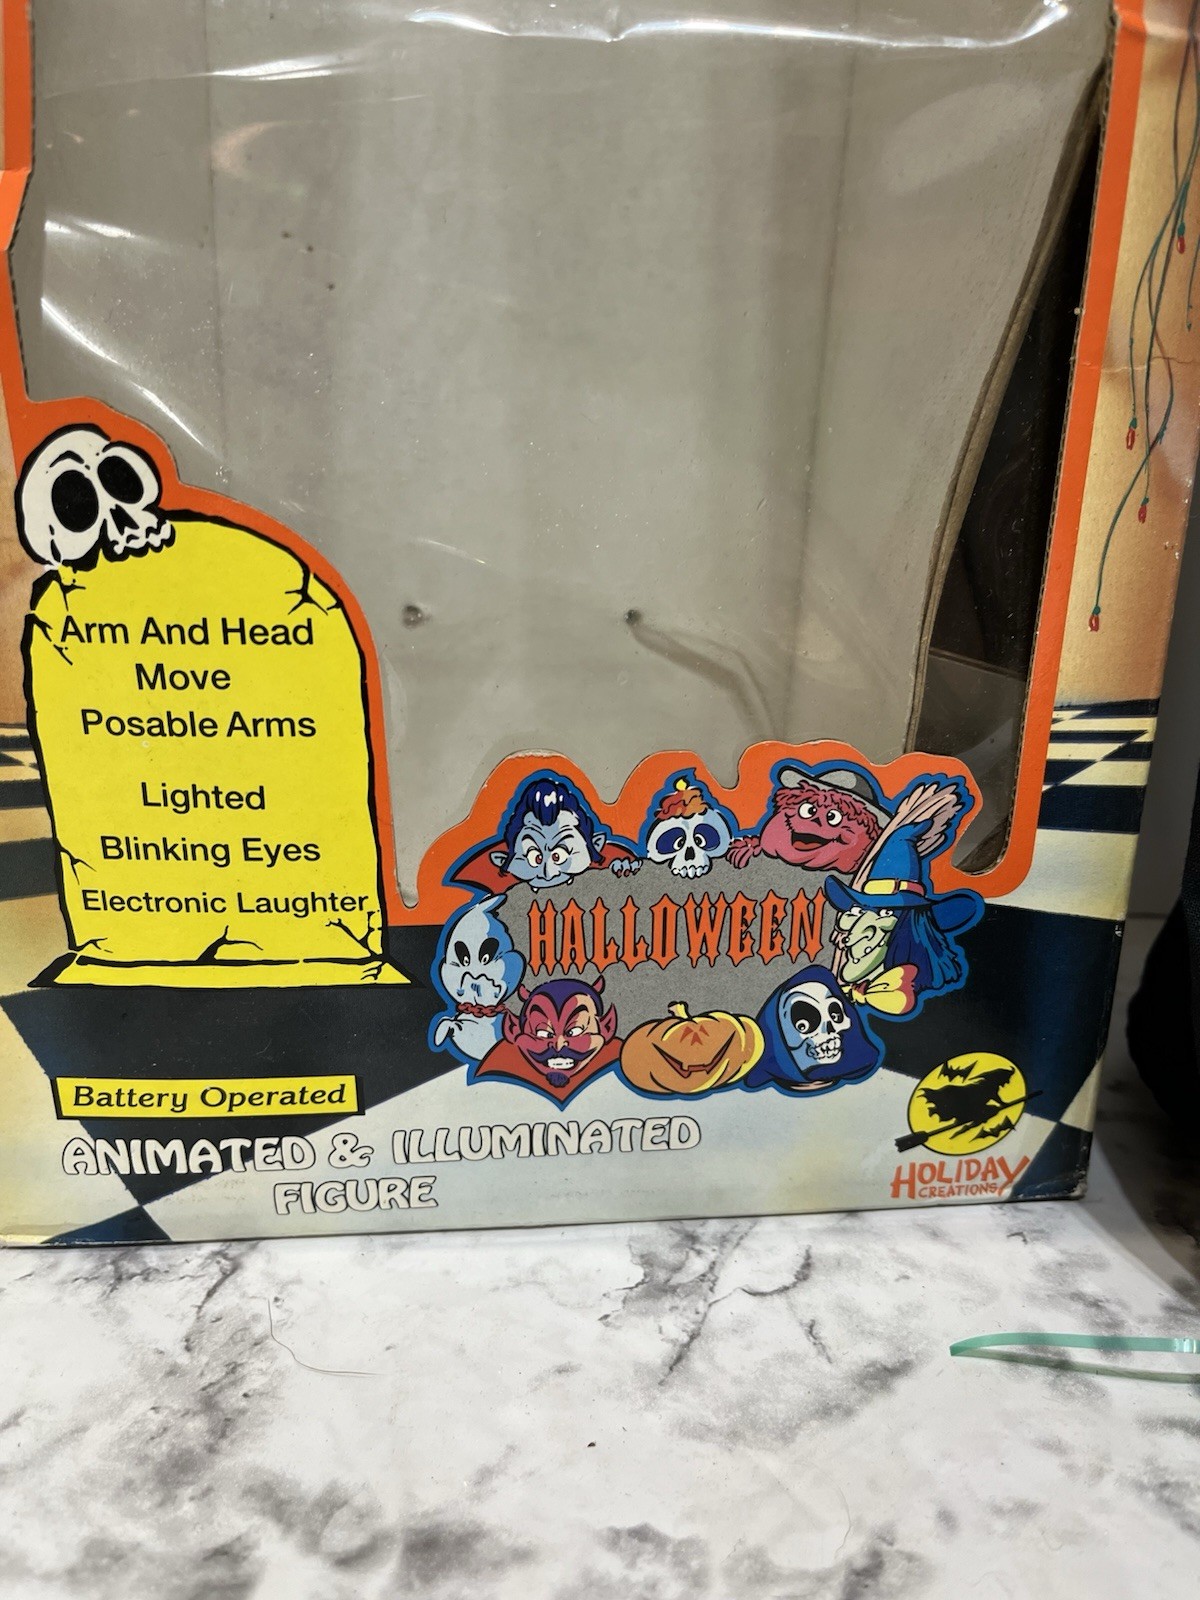 Arm And Head
Move
Posable Arms
Lighted
Blinking Eyes
Electronic Laughter
HALLOWEEN
Battery Operated
ANIMATED & ILLUMINATED
FIGURE
HOLIDAY
CREATIONS